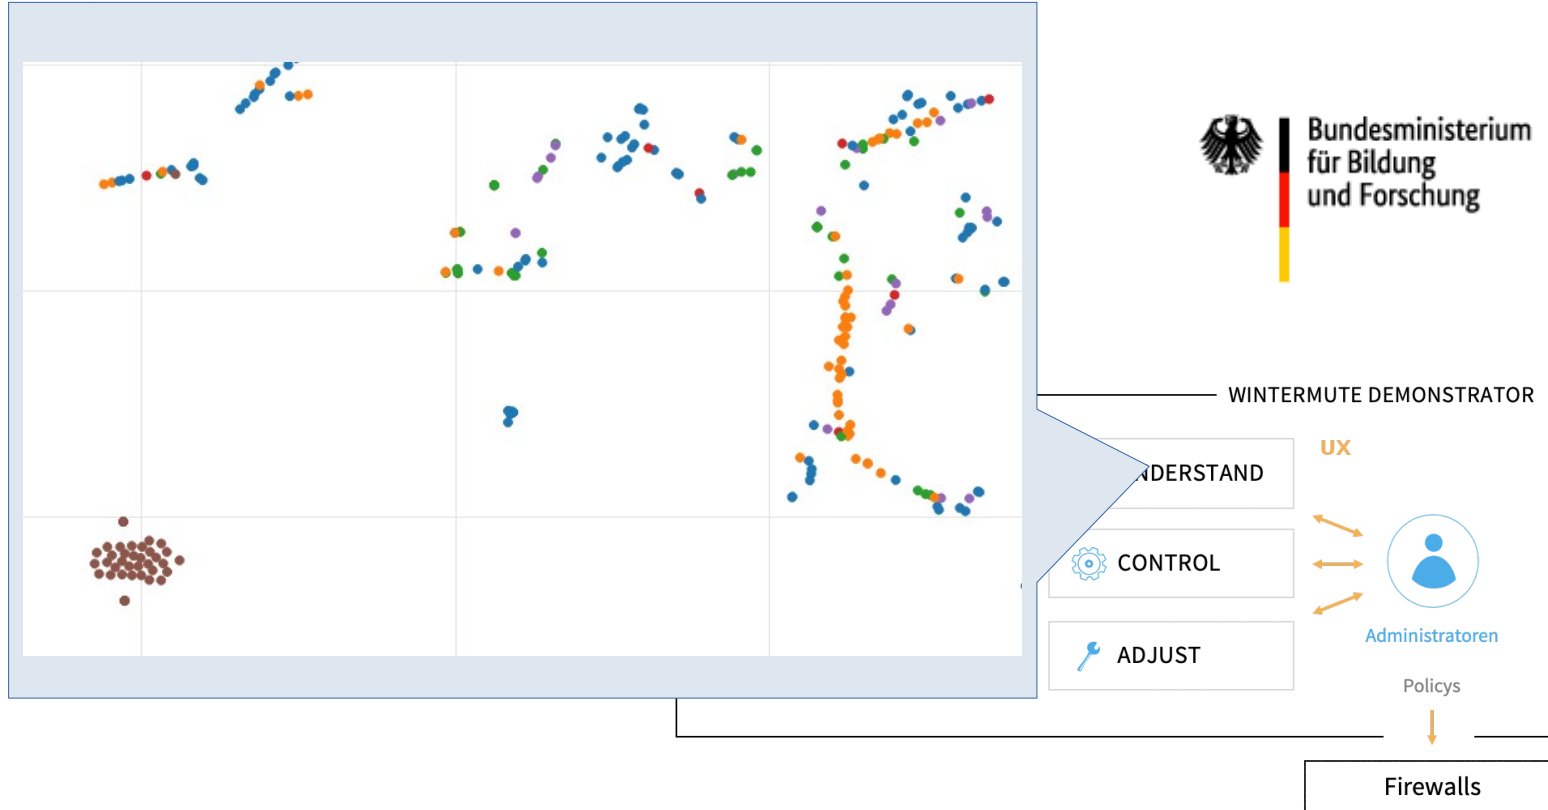 Bundesministerium
für Bildung
und Forschung
WINTERMUTE DEMONSTRATOR
UX
NDERSTAND
CONTROL
ADJUST
Administratoren
Policys
Firewalls